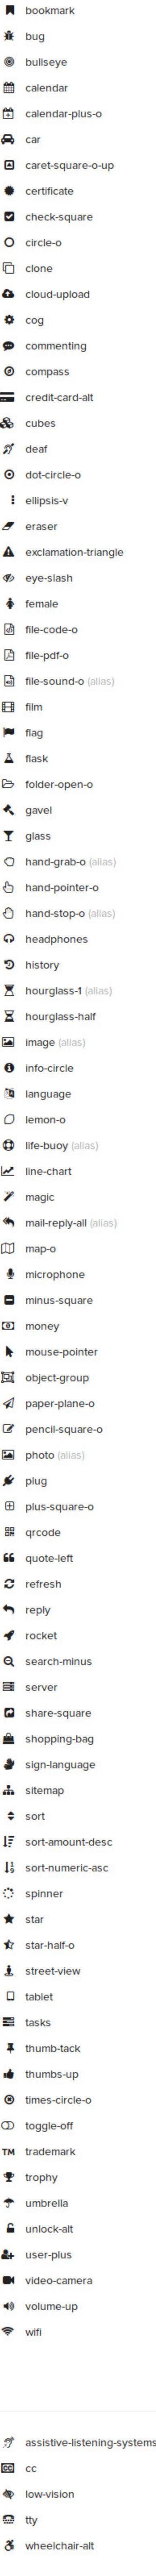 bookmark
bug
bullseye
calendar
calendar-plus-o
car
caret-square-o-up
certificate
check-square
circle-o
clone
cloud-upload
cog
commenting
compass
credit-card-alt
cubes
deaf
dot-circle-o
ellipsis-v
eraser
exclamation-triangle
eye-slash
female
file-code-o
file-pdf-o
file-sound-o (alias)
film
flag
flask
folder-open-o
gavel
glass
hand-grab-o (alias)
hand-pointer-o
hand-stop-o (alias)
headphones
history
hourglass-1 (alias)
hourglass-half
image (alias)
info-circle
language
lemon-o
life-buoy (alias)
line-chart
magic
mail-reply-all (alias)
map-o
microphone
minus-square
money
mouse-pointer
object-group
paper-plane-o
pencil-square-o
photo (alias)
plug
plus-square-o
qrcode
quote-left
refresh
reply
rocket
search-minus
server
share-square
shopping-bag
sign-language
sitemap
sort
sort-amount-desc
sort-numeric-asc
spinner
star
star-half-o
street-view
tablet
tasks
thumb-tack
thumbs-up
times-circle-o
toggle-off
TM trademark
trophy
umbrella
unlock-alt
user-plus
video-camera
volume-up
wifi
assistive-listening-systems
CC cc
low-vision
tty
wheelchair-alt